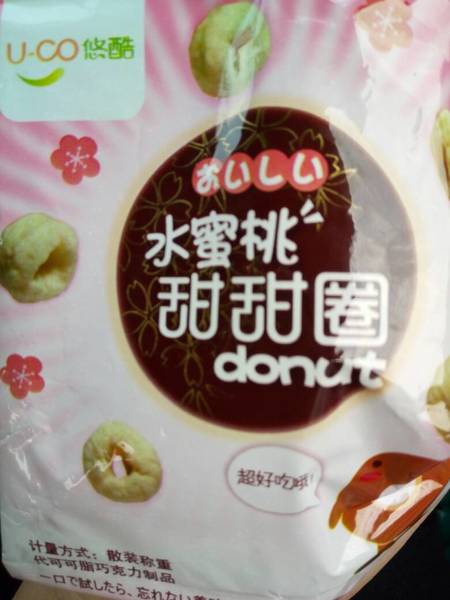 U-CO 悠酷
おいしい
水蜜桃
甜甜圈
donut
超好吃哦!
计量方式：散装称重
代可可脂巧克力制品
一口で試したら、忘れない